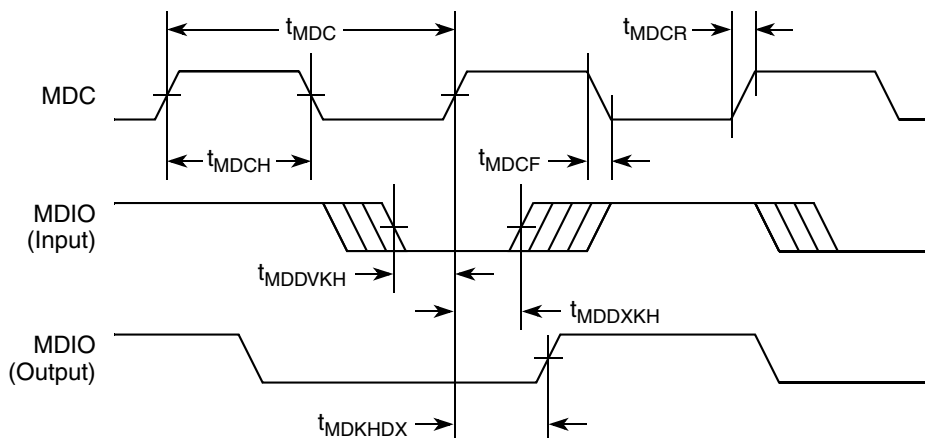 tMDC
tMDCR
MDC
tMDCH
tMDCF
MDIO
(Input)
tMDDVKH
tMDDXKH
MDIO
(Output)
tMDKHDX